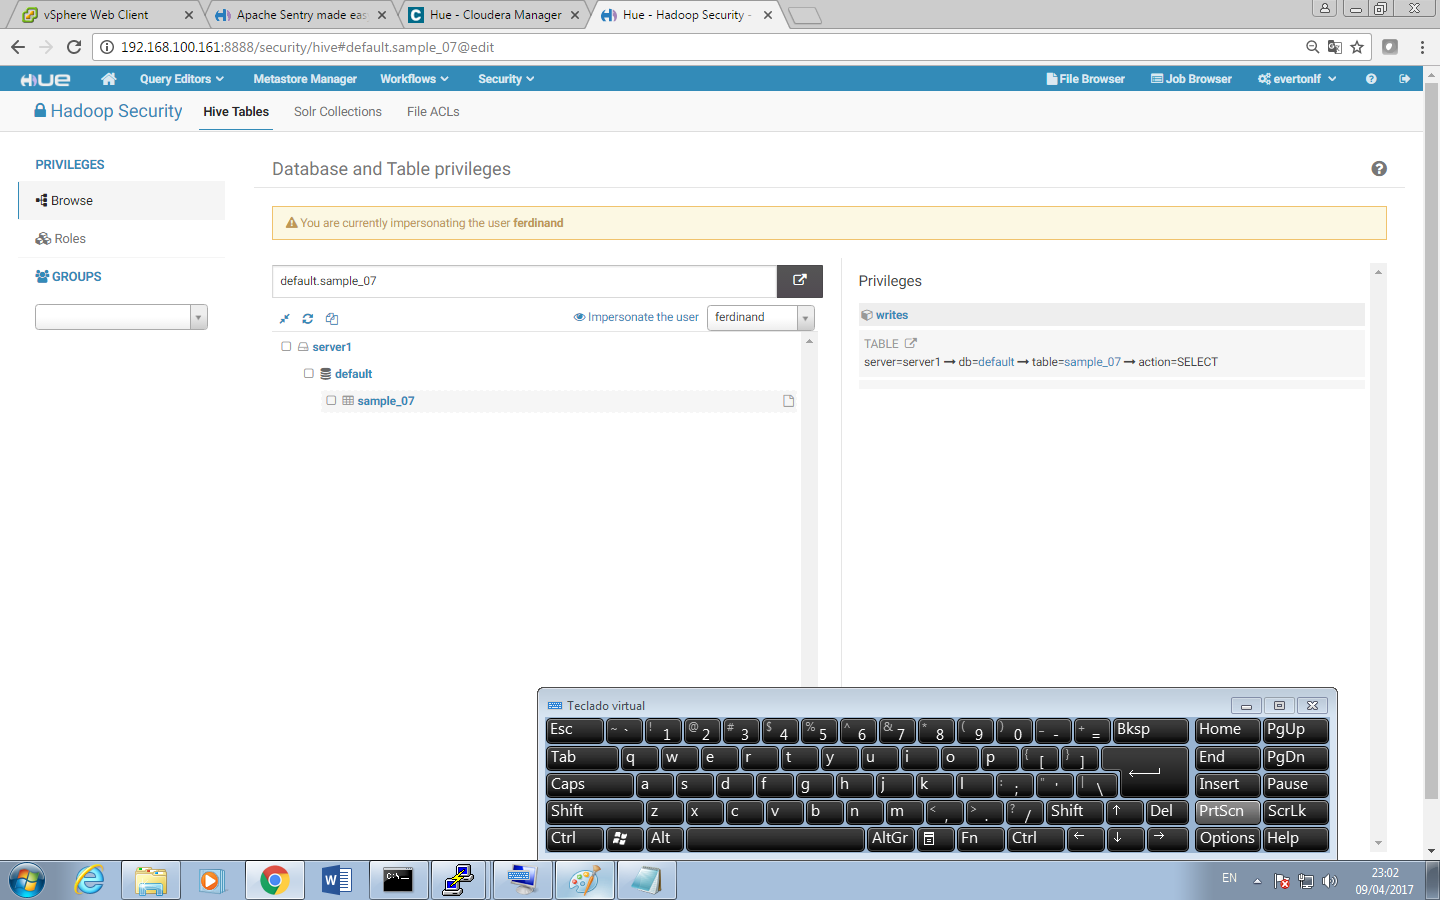 vSphere Web Client
Apache Sentry made eas
Hue - Cloudera Manager
Hue - Hadoop Security -
192.168.100.161:8888/security/hive#default.sample_07@edit
HUE
Query Editors
Metastore Manager
Workflows
Security
File Browser
Job Browser
evertonlf
Hadoop Security
Hive Tables
Solr Collections
File ACLs
PRIVILEGES
Browse
Roles
GROUPS
Database and Table privileges
You are currently impersonating the user ferdinand
default.sample_07
Impersonate the user
ferdinand
server1
default
sample_07
Privileges
writes
TABLE
server=server1 → db=default → table=sample_07 → action=SELECT
Teclado virtual
Esc ~ ` ! 1 @ 2 # 3 $ 4 % 5 ^ 6 & 7 * 8 ( 9 ) 0 _ - + = Bksp Home PgUp
Tab q w e r t y u i o p { [ } ] End PgDn
Caps a s d f g h j k l : ; " ' | \ Insert Pause
Shift z x c v b n m < , > . ? / Shift ↑ Del PrtScn ScrLk
Ctrl Alt AltGr Fn Ctrl ← ↓ → Options Help
EN
23:02
09/04/2017